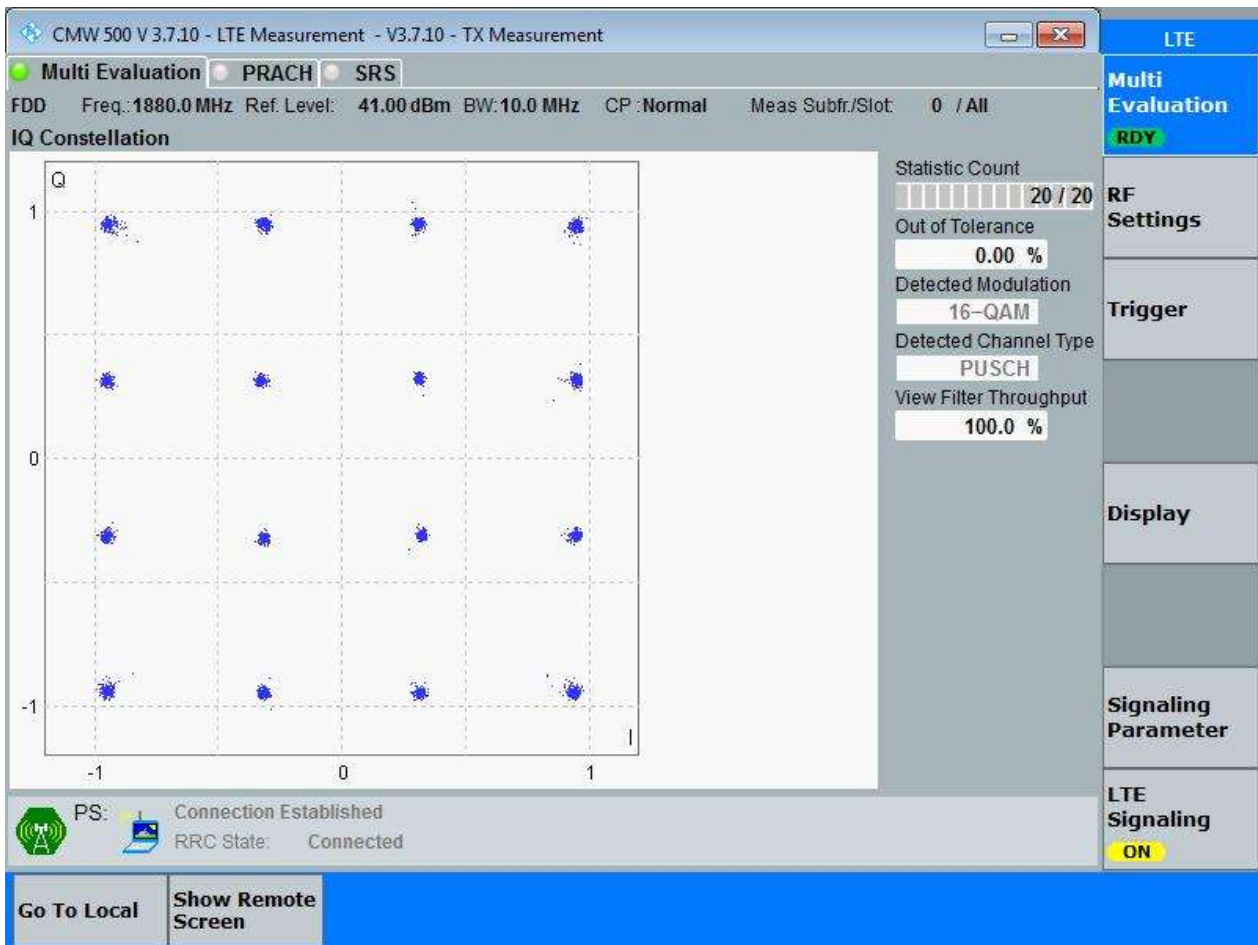 CMW 500 V 3.7.10 - LTE Measurement - V3.7.10 - TX Measurement
Multi Evaluation PRACH SRS
FDD Freq.:1880.0 MHz Ref. Level: 41.00 dBm BW:10.0 MHz CP :Normal Meas Subfr./Slot: 0 / All
IQ Constellation
Q
1
0
-1
I
-1 0 1
Statistic Count
20 / 20
Out of Tolerance
0.00 %
Detected Modulation
16-QAM
Detected Channel Type
PUSCH
View Filter Throughput
100.0 %
PS: Connection Established
RRC State: Connected
LTE
Multi
Evaluation
RDY
RF
Settings
Trigger
Display
Signaling
Parameter
LTE
Signaling
ON
Go To Local
Show Remote
Screen